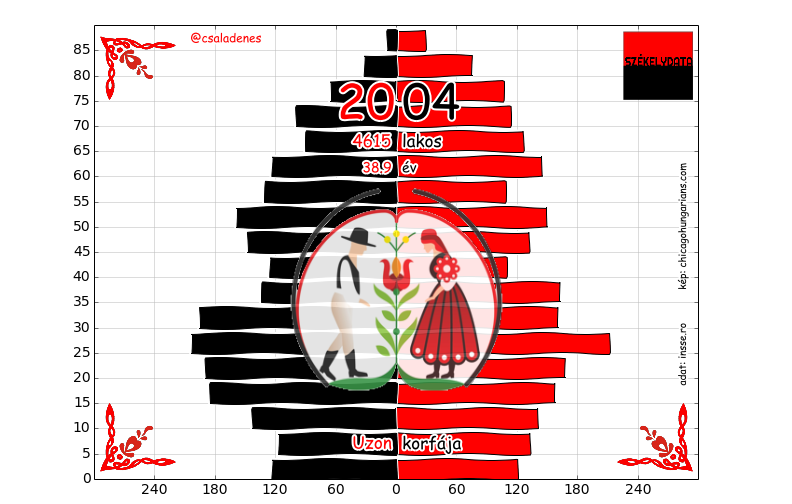 @csaladenes
SZÉKELYDATA
2004
4615 lakos
38.9 év
kép: chicagohungarians.com
adat: insse.ro
Uzon korfája
85
80
75
70
65
60
55
50
45
40
35
30
25
20
15
10
5
0
240 180 120 60 0 60 120 180 240